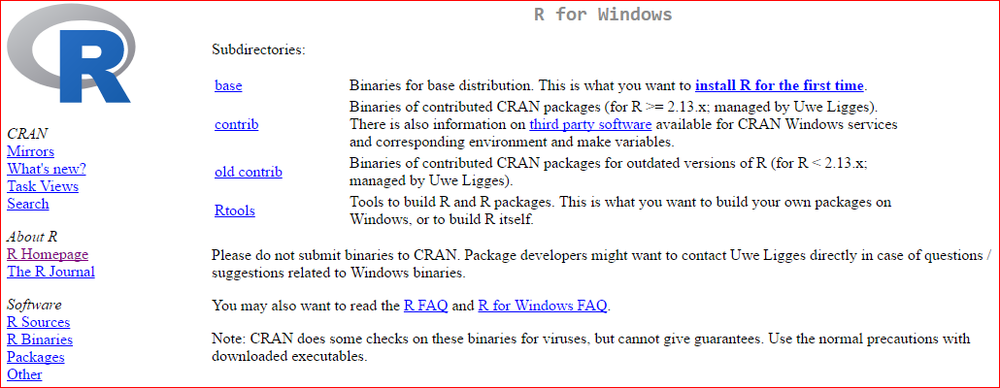 R
CRAN
Mirrors
What's new?
Task Views
Search
About R
R Homepage
The R Journal
Software
R Sources
R Binaries
Packages
Other
R for Windows
Subdirectories:
base Binaries for base distribution. This is what you want to install R for the first time.
Binaries of contributed CRAN packages (for R >= 2.13.x; managed by Uwe Ligges).
contrib There is also information on third party software available for CRAN Windows services
and corresponding environment and make variables.
old contrib Binaries of contributed CRAN packages for outdated versions of R (for R < 2.13.x;
managed by Uwe Ligges).
Rtools Tools to build R and R packages. This is what you want to build your own packages on
Windows, or to build R itself.
Please do not submit binaries to CRAN. Package developers might want to contact Uwe Ligges directly in case of questions /
suggestions related to Windows binaries.
You may also want to read the R FAQ and R for Windows FAQ.
Note: CRAN does some checks on these binaries for viruses, but cannot give guarantees. Use the normal precautions with
downloaded executables.